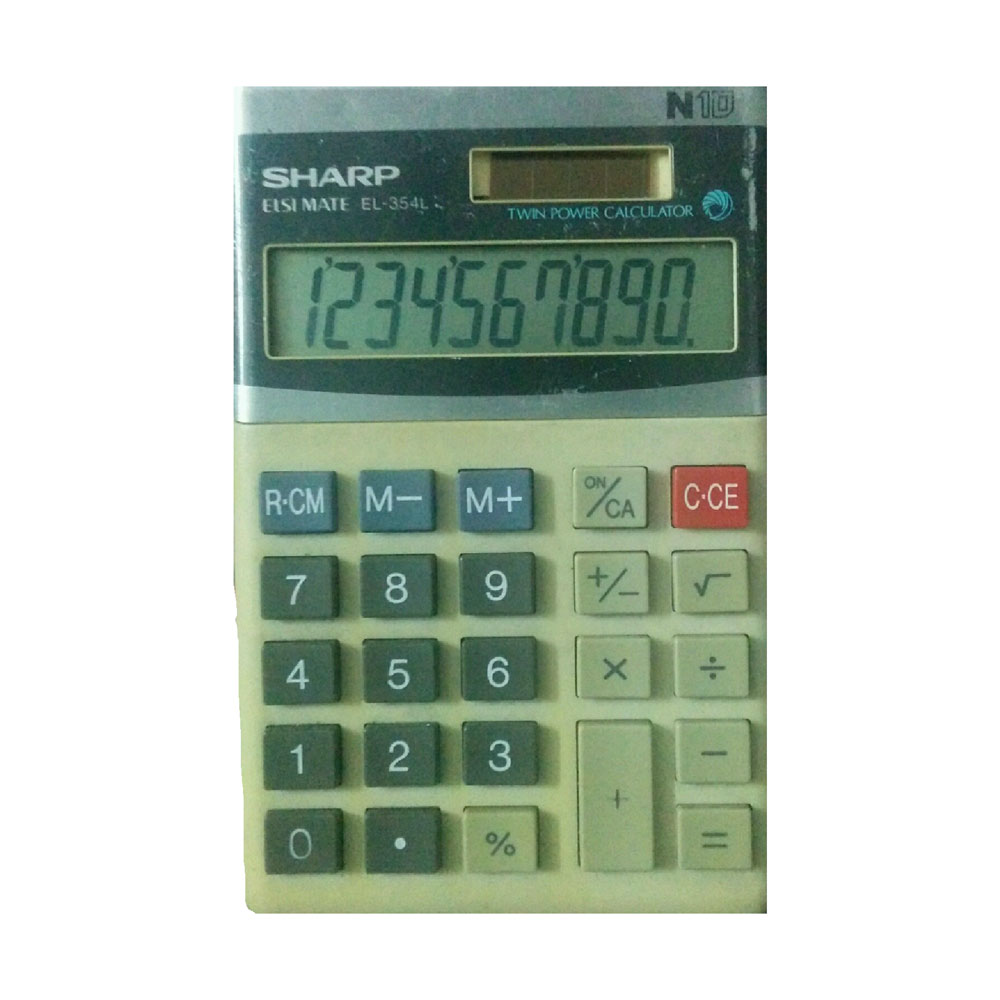 N10
SHARP
ELSI MATE EL-354L
TWIN POWER CALCULATOR
1'234'567'890.
R·CM M− M+ ON/CA C·CE
7 8 9 +/− √
4 5 6 × ÷
1 2 3 + −
0 . % =